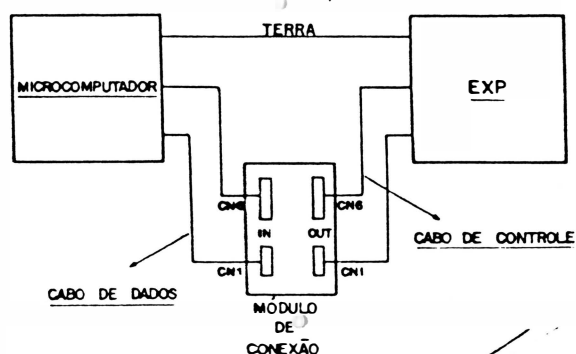 TERRA
MICROCOMPUTADOR
EXP
CN6
CN6
IN
OUT
CABO DE CONTROLE
CN1
CN1
CABO DE DADOS
MÓDULO
DE
CONEXÃO